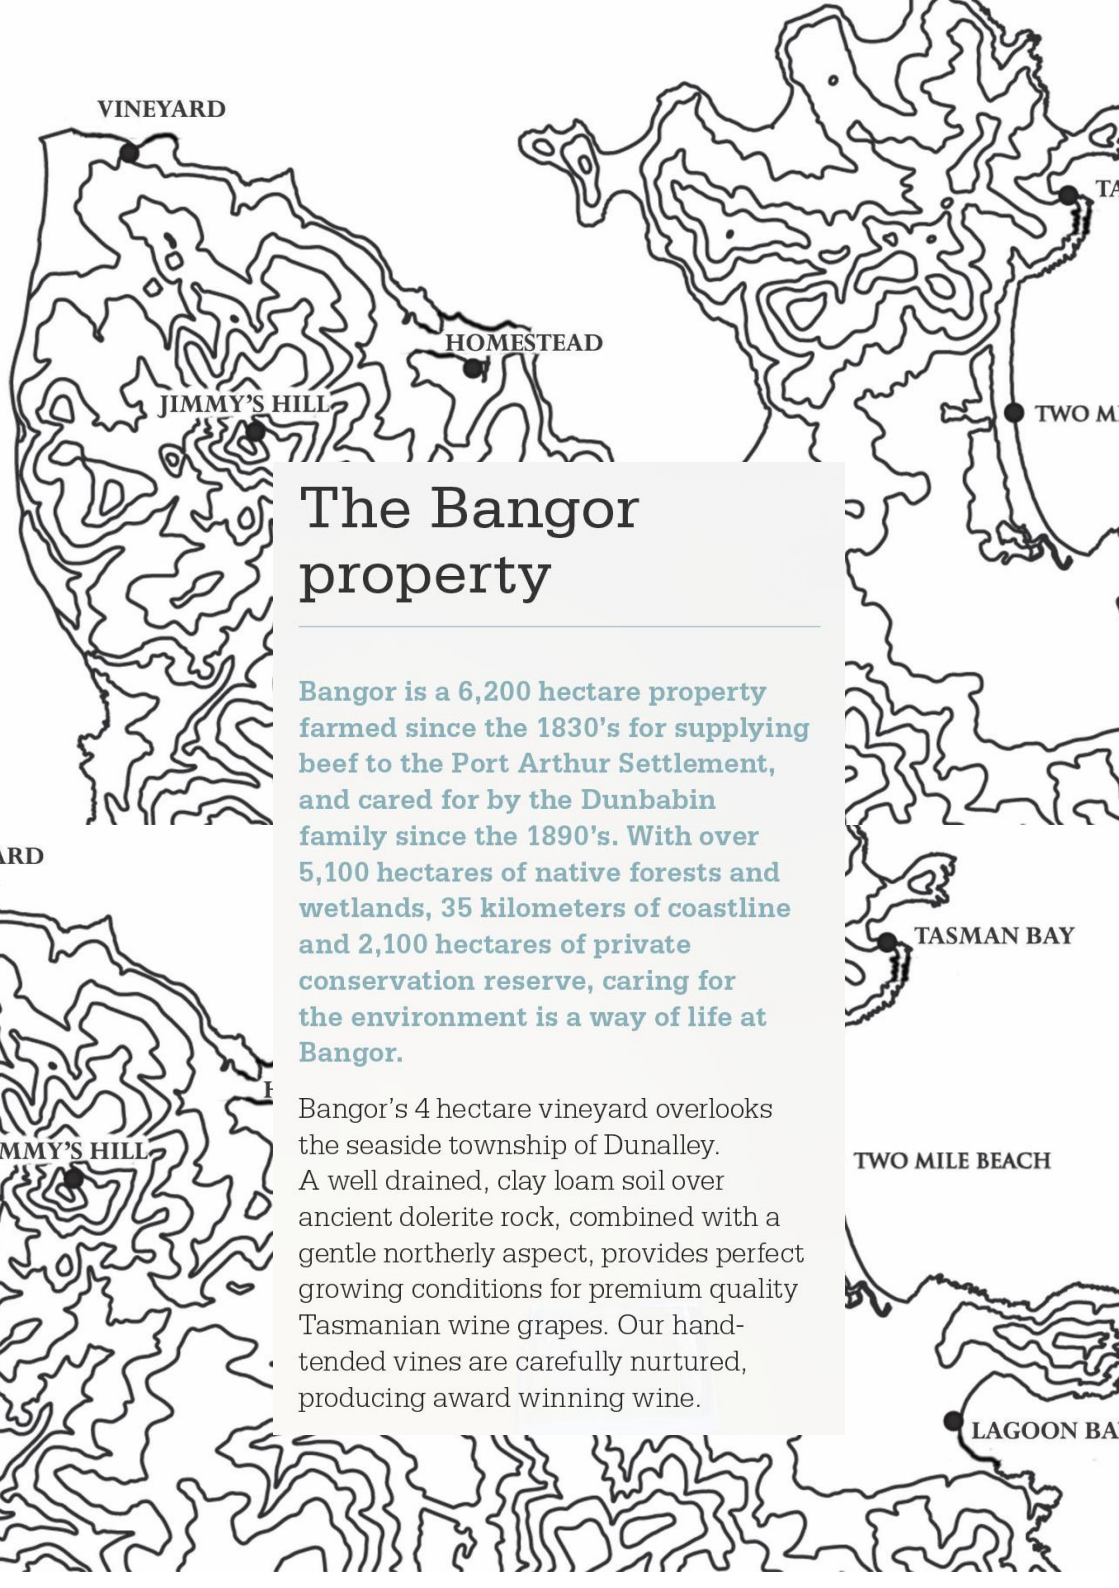 VINEYARD
TA
HOMESTEAD
JIMMY'S HILL
TWO MI
The Bangor
property
Bangor is a 6,200 hectare property
farmed since the 1830's for supplying
beef to the Port Arthur Settlement,
and cared for by the Dunbabin
family since the 1890's. With over
5,100 hectares of native forests and
wetlands, 35 kilometers of coastline
and 2,100 hectares of private
conservation reserve, caring for
the environment is a way of life at
Bangor.
Bangor's 4 hectare vineyard overlooks
the seaside township of Dunalley.
A well drained, clay loam soil over
ancient dolerite rock, combined with a
gentle northerly aspect, provides perfect
growing conditions for premium quality
Tasmanian wine grapes. Our hand-
tended vines are carefully nurtured,
producing award winning wine.
ARD
TASMAN BAY
H
MMY'S HILL
TWO MILE BEACH
LAGOON BA